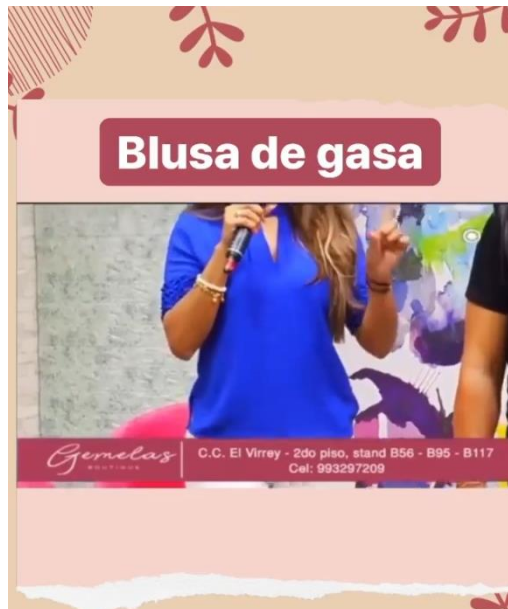 Blusa de gasa
Gemelas
BOUTIQUE
C.C. El Virrey - 2do piso, stand B56 - B95 - B117
Cel: 993297209